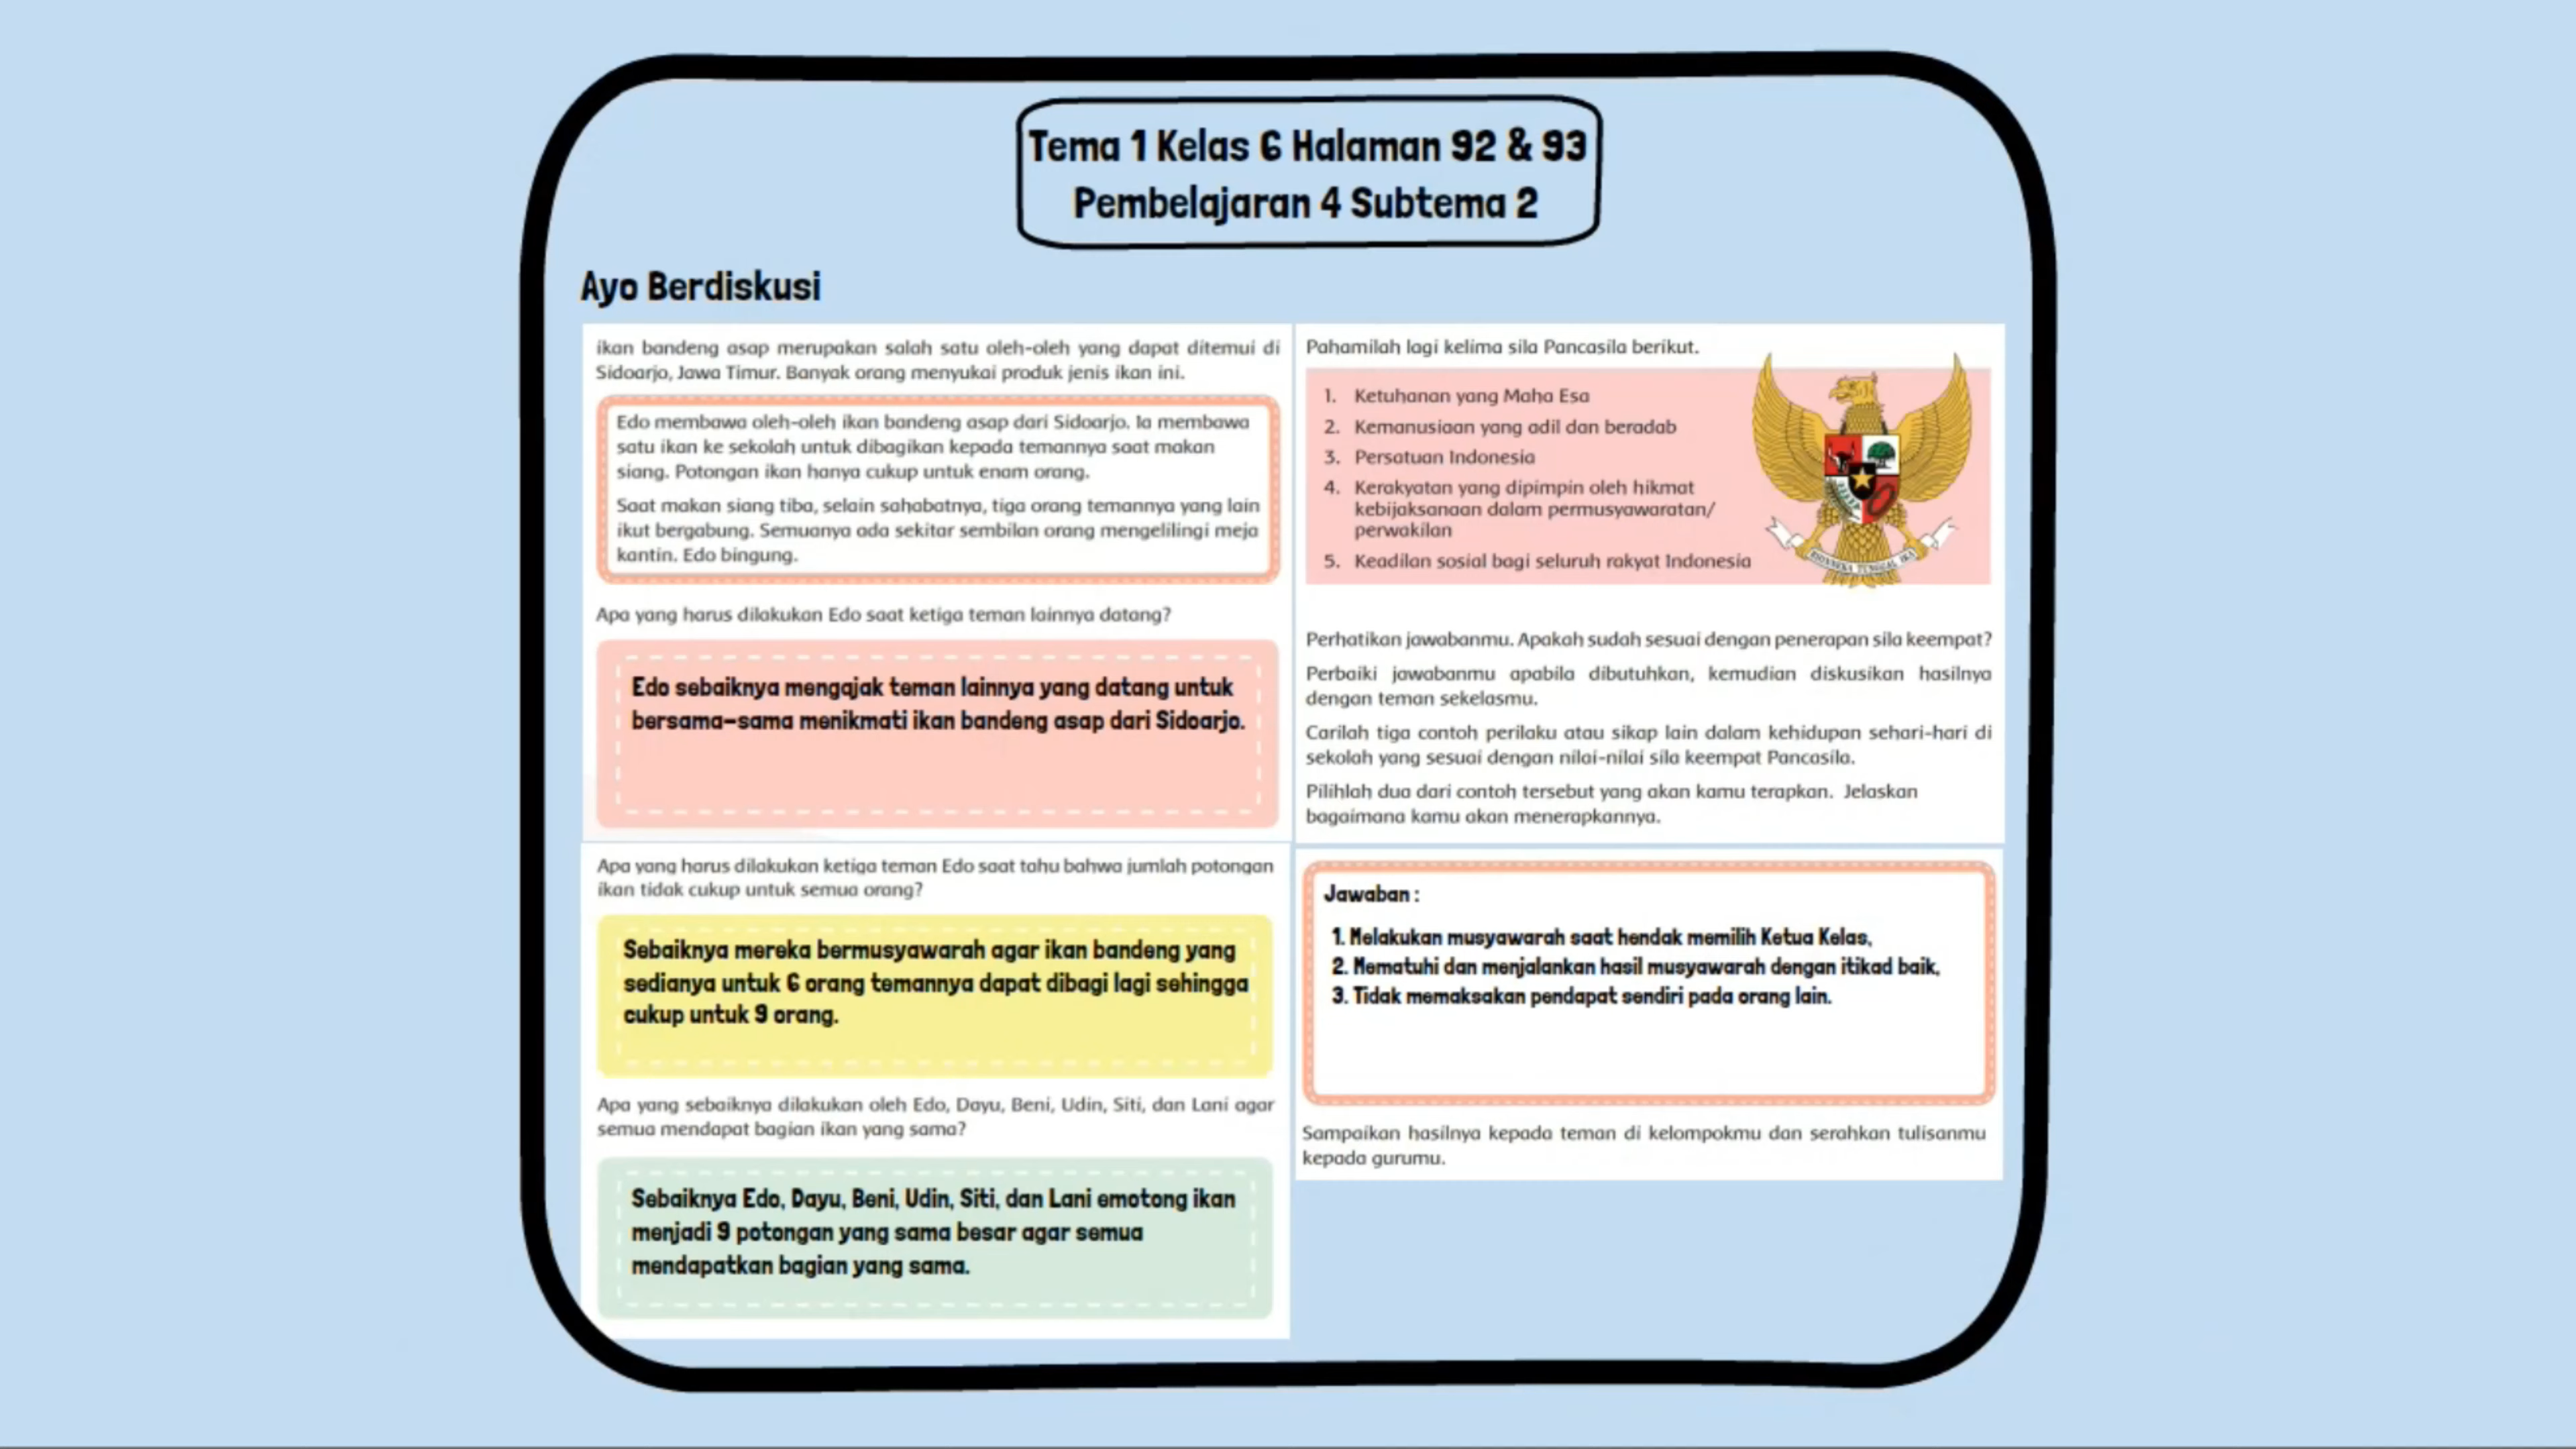 Tema 1 Kelas 6 Halaman 92 & 93
Pembelajaran 4 Subtema 2
Ayo Berdiskusi
ikan bandeng asap merupakan salah satu oleh-oleh yang dapat ditemui di
Sidoarjo, Jawa Timur. Banyak orang menyukai produk jenis ikan ini.
Edo membawa oleh-oleh ikan bandeng asap dari Sidoarjo. Ia membawa
satu ikan ke sekolah untuk dibagikan kepada temannya saat makan
siang. Potongan ikan hanya cukup untuk enam orang.
Saat makan siang tiba, selain sahabatnya, tiga orang temannya yang lain
ikut bergabung. Semuanya ada sekitar sembilan orang mengelilingi meja
kantin. Edo bingung.
Apa yang harus dilakukan Edo saat ketiga teman lainnya datang?
Edo sebaiknya mengajak teman lainnya yang datang untuk
bersama-sama menikmati ikan bandeng asap dari Sidoarjo.
Apa yang harus dilakukan ketiga teman Edo saat tahu bahwa jumlah potongan
ikan tidak cukup untuk semua orang?
Sebaiknya mereka bermusyawarah agar ikan bandeng yang
sedianya untuk 6 orang temannya dapat dibagi lagi sehingga
cukup untuk 9 orang.
Apa yang sebaiknya dilakukan oleh Edo, Dayu, Beni, Udin, Siti, dan Lani agar
semua mendapat bagian ikan yang sama?
Sebaiknya Edo, Dayu, Beni, Udin, Siti, dan Lani emotong ikan
menjadi 9 potongan yang sama besar agar semua
mendapatkan bagian yang sama.
Pahamilah lagi kelima sila Pancasila berikut.
1. Ketuhanan yang Maha Esa
2. Kemanusiaan yang adil dan beradab
3. Persatuan Indonesia
4. Kerakyatan yang dipimpin oleh hikmat
kebijaksanaan dalam permusyawaratan/
perwakilan
5. Keadilan sosial bagi seluruh rakyat Indonesia
BHINNEKA TUNGGAL IKA
Perhatikan jawabanmu. Apakah sudah sesuai dengan penerapan sila keempat?
Perbaiki jawabanmu apabila dibutuhkan, kemudian diskusikan hasilnya
dengan teman sekelasmu.
Carilah tiga contoh perilaku atau sikap lain dalam kehidupan sehari-hari di
sekolah yang sesuai dengan nilai-nilai sila keempat Pancasila.
Pilihlah dua dari contoh tersebut yang akan kamu terapkan. Jelaskan
bagaimana kamu akan menerapkannya.
Jawaban :
1. Melakukan musyawarah saat hendak memilih Ketua Kelas,
2. Mematuhi dan menjalankan hasil musyawarah dengan itikad baik,
3. Tidak memaksakan pendapat sendiri pada orang lain.
Sampaikan hasilnya kepada teman di kelompokmu dan serahkan tulisanmu
kepada gurumu.